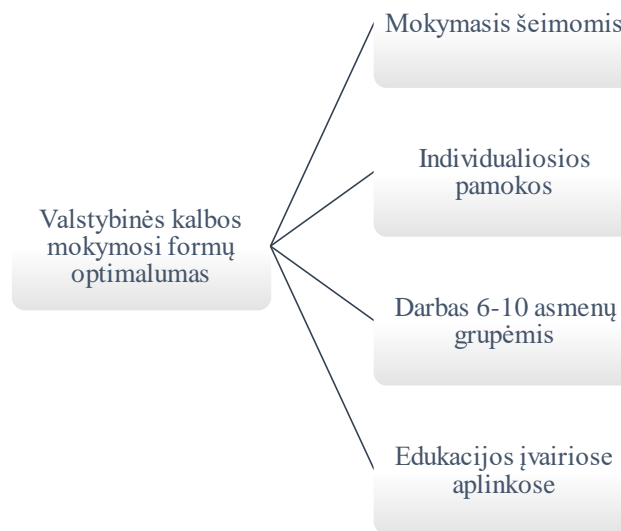 Valstybinės kalbos
mokymosi formų
optimalumas
Mokymasis šeimomis
Individualiosios
pamokos
Darbas 6-10 asmenų
grupėmis
Edukacijos įvairiose
aplinkose